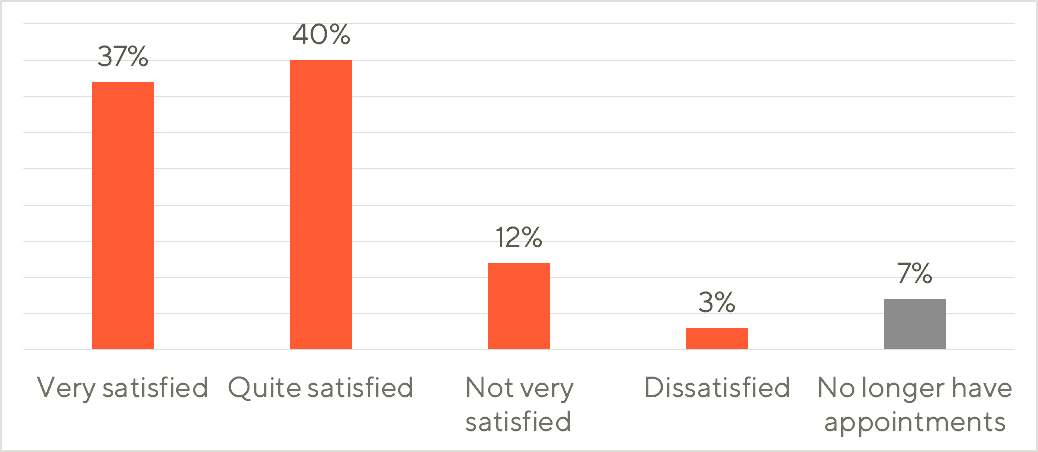 37%
40%
12%
3%
7%
Very satisfied
Quite satisfied
Not very
satisfied
Dissatisfied
No longer have
appointments